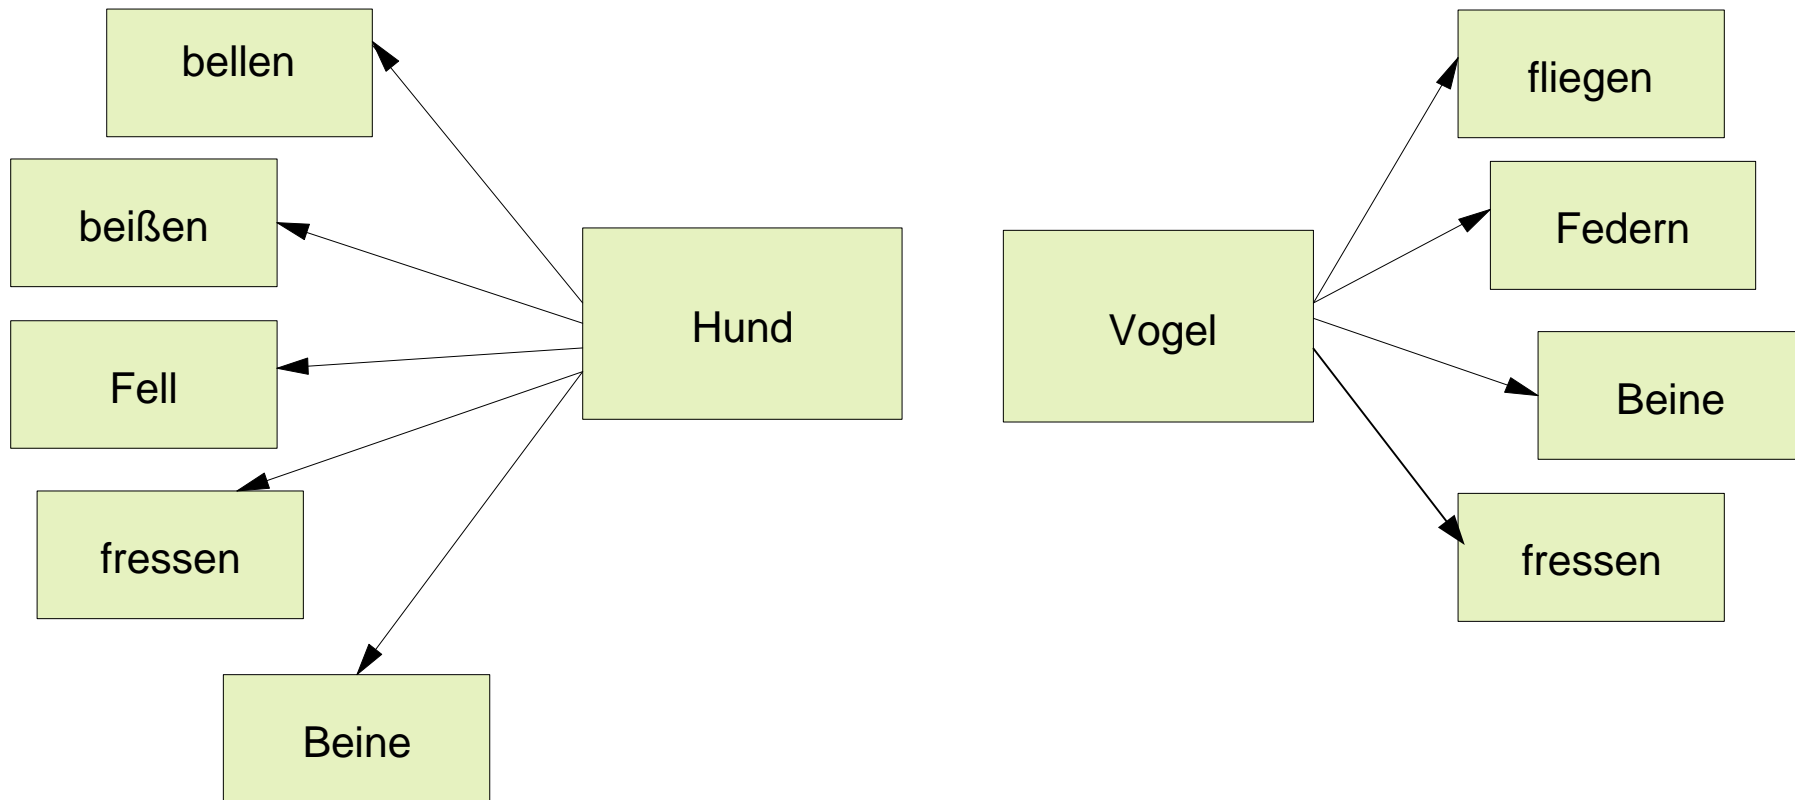 bellen
beißen
Fell
fressen
Beine
Hund
Vogel
fliegen
Federn
Beine
fressen